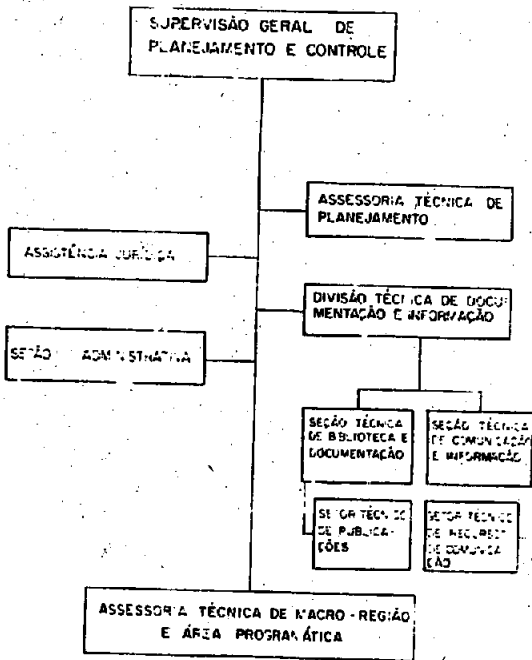 SUPERVISÃO GERAL DE
PLANEJAMENTO E CONTROLE
ASSESSORIA TÉCNICA DE
PLANEJAMENTO
ASSISTÊNCIA JURÍDICA
DIVISÃO TÉCNICA DE DOCU-
MENTAÇÃO E INFORMAÇÃO
SEÇÃO ADMINISTRATIVA
SEÇÃO TÉCNICA
DE BIBLIOTECA E
DOCUMENTAÇÃO
SEÇÃO TÉCNICA
DE COMUNICAÇÃO
E INFORMAÇÃO
SETOR TÉCNICO
DE PUBLICA-
ÇÕES
SETOR TÉCNICO
DE RECURSOS
DE COMUNICA-
ÇÃO
ASSESSORIA TÉCNICA DE MACRO-REGIÃO
E ÁREA PROGRAMÁTICA